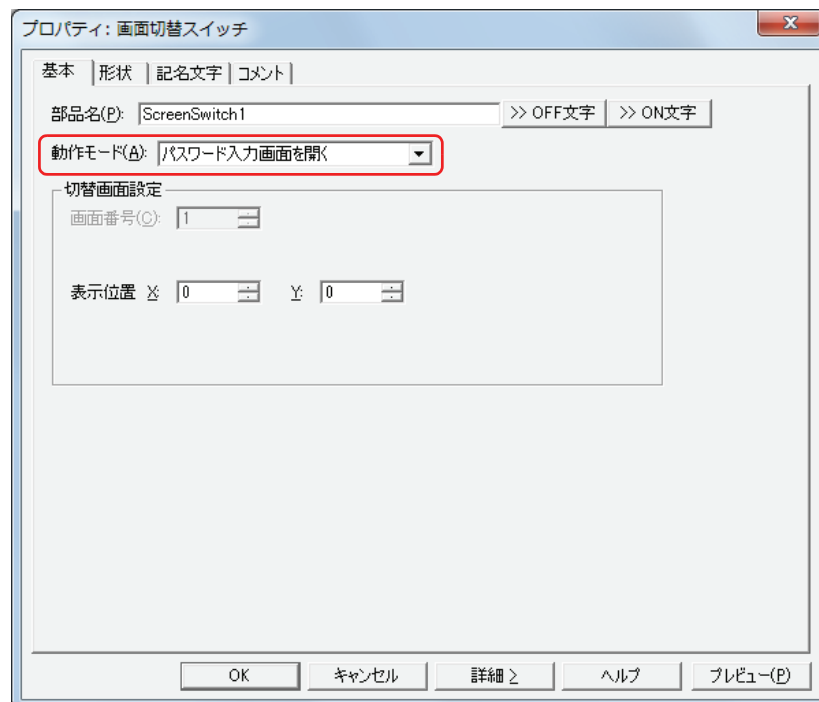 プロパティ: 画面切替スイッチ
基本 形状 記名文字 コメント
部品名(P): ScreenSwitch1 >> OFF文字 >> ON文字
動作モード(A): パスワード入力画面を開く
切替画面設定
画面番号(C): 1
表示位置 X: 0 Y: 0
OK キャンセル 詳細 > ヘルプ プレビュー(P)